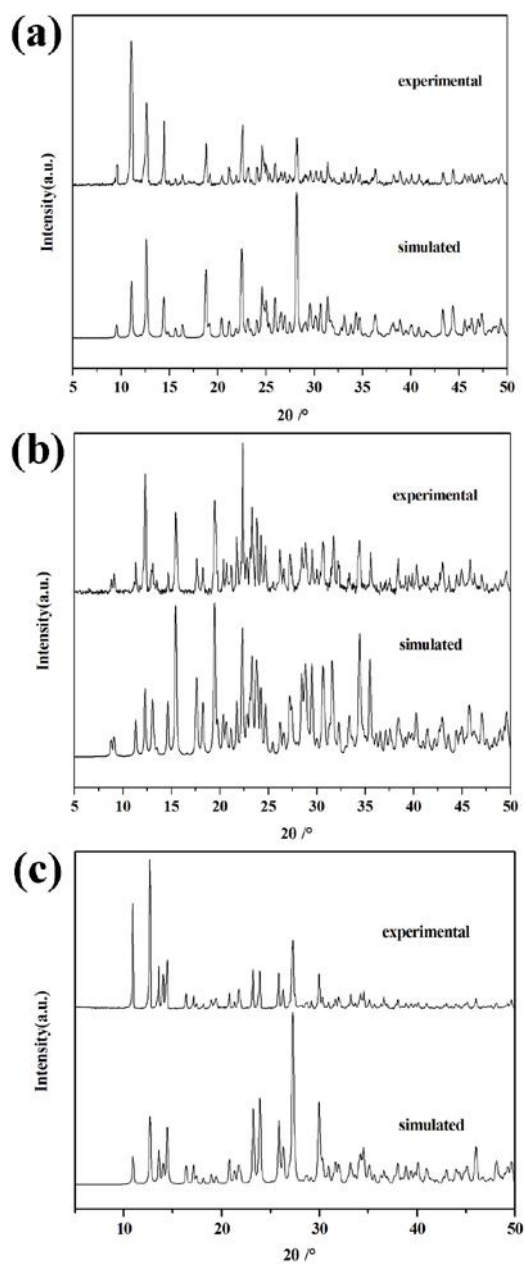 (a)
experimental
simulated
Intensity(a.u.)
5 10 15 20 25 30 35 40 45 50
2θ /°
(b)
experimental
simulated
Intensity(a.u.)
5 10 15 20 25 30 35 40 45 50
2θ /°
(c)
experimental
simulated
Intensity(a.u.)
10 20 30 40 50
2θ /°